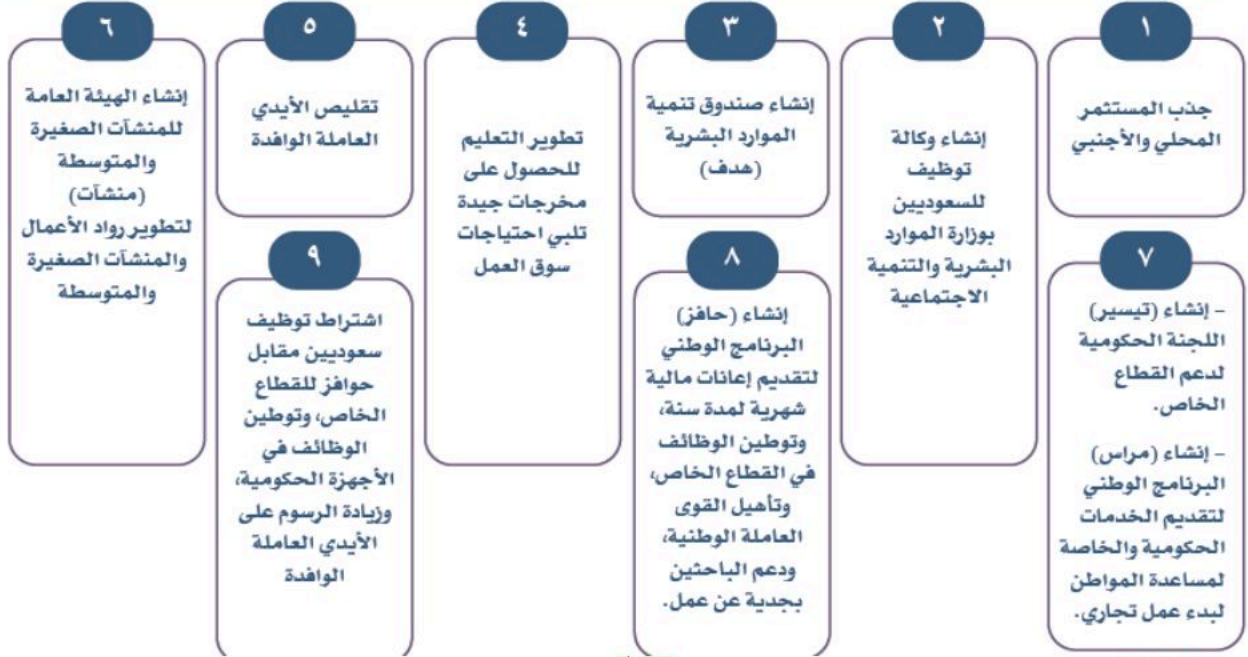 ١
جذب المستثمر
المحلي والأجنبي
٢
إنشاء وكالة
توظيف
للسعوديين
بوزارة الموارد
البشرية والتنمية
الاجتماعية
٣
إنشاء صندوق تنمية
الموارد البشرية
(هدف)
٤
تطوير التعليم
للحصول على
مخرجات جيدة
تلبي احتياجات
سوق العمل
٥
تقليص الأيدي
العاملة الوافدة
٦
إنشاء الهيئة العامة
للمنشآت الصغيرة
والمتوسطة
(منشآت)
لتطوير رواد الأعمال
والمنشآت الصغيرة
والمتوسطة
٧
- إنشاء (تيسير)
اللجنة الحكومية
لدعم القطاع
الخاص.
- إنشاء (مراس)
البرنامج الوطني
لتقديم الخدمات
الحكومية والخاصة
لمساعدة المواطن
لبدء عمل تجاري.
٨
إنشاء (حافز)
البرنامج الوطني
لتقديم إعانات مالية
شهرية لمدة سنة،
وتوطين الوظائف
في القطاع الخاص،
وتأهيل القوى
العاملة الوطنية،
ودعم الباحثين
بجدية عن عمل.
٩
اشتراط توظيف
سعوديين مقابل
حوافز للقطاع
الخاص، وتوطين
الوظائف في
الأجهزة الحكومية،
وزيادة الرسوم على
الأيدي العاملة
الوافدة